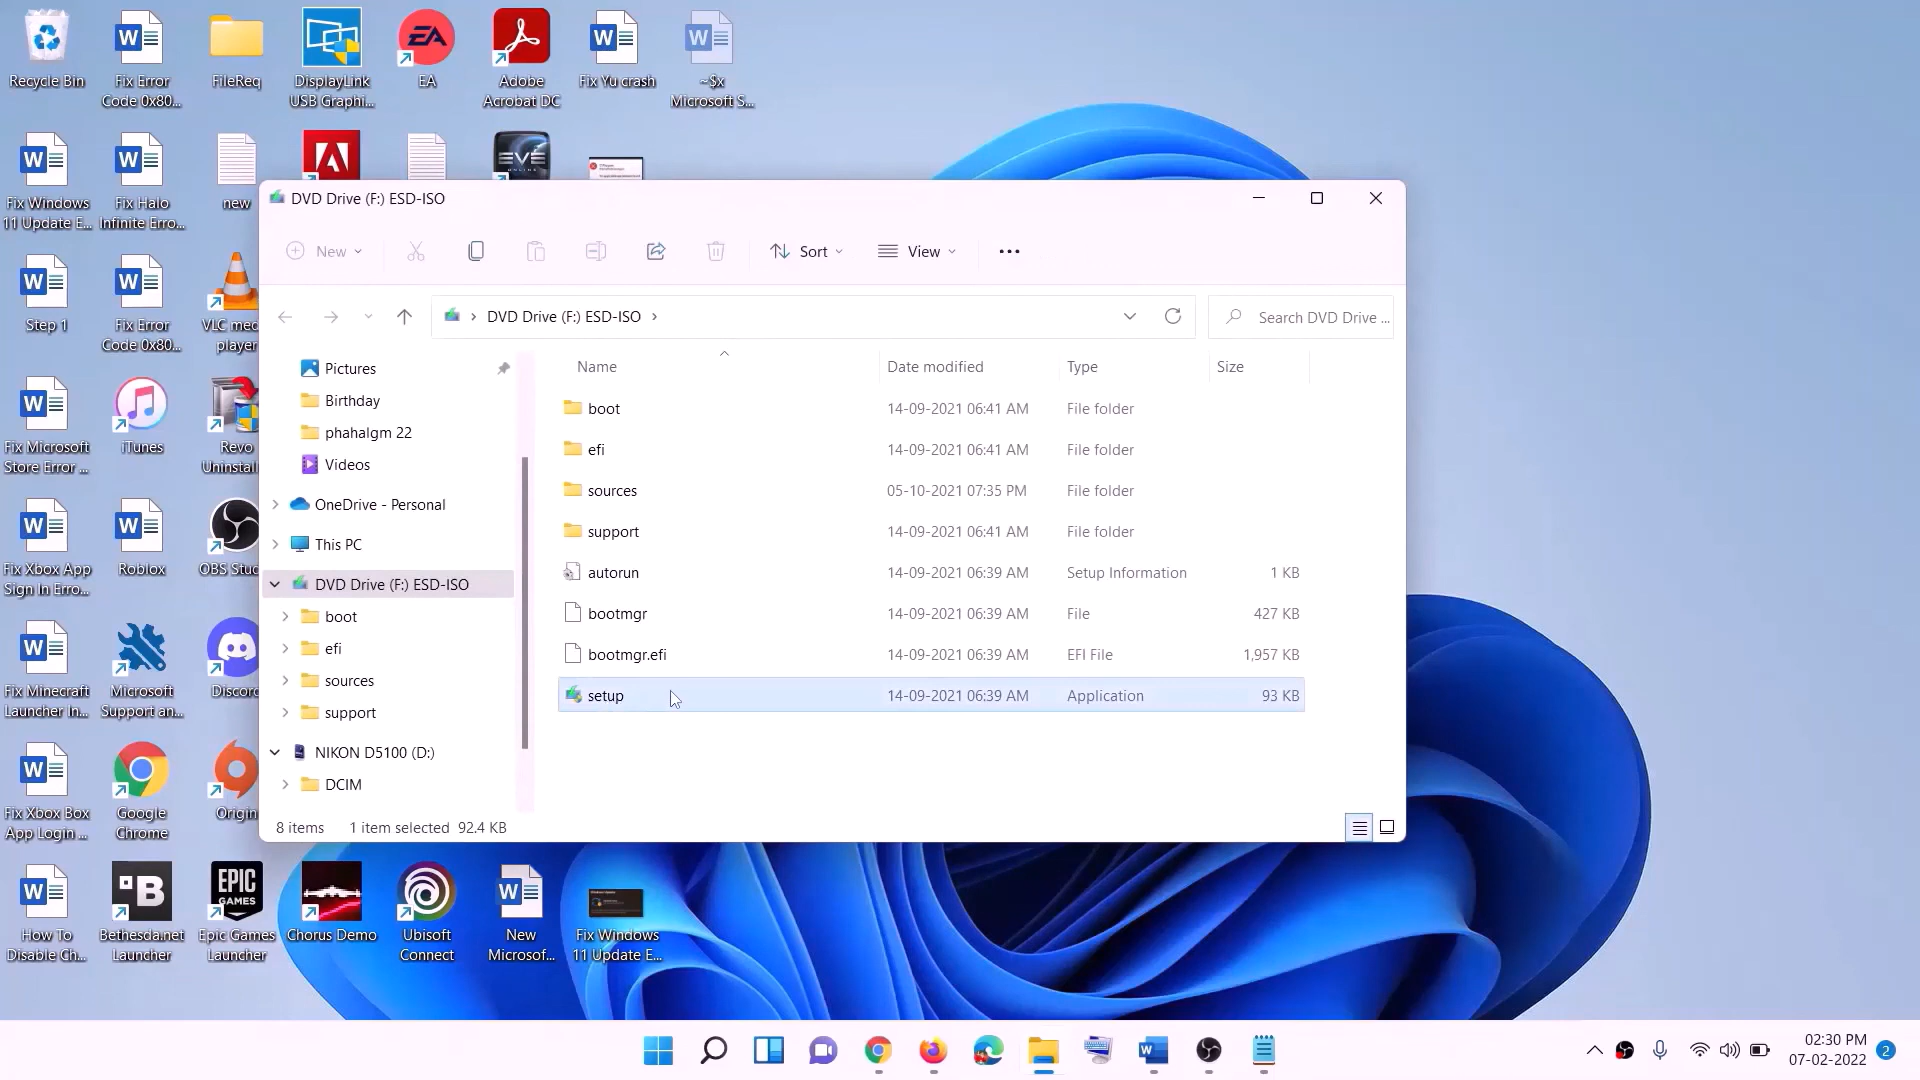 Recycle Bin
Fix Error
Code 0x80...
FileReq
DisplayLink
USB Graphi...
EA
EA
Adobe
Acrobat DC
Fix Yu crash
~$x
Microsoft S...
Fix Windows
11 Update E...
Fix Halo
Infinite Erro...
new
EVE
ONLINE
Step 1
Fix Error
Code 0x80...
VLC med
player
Fix Microsoft
Store Error ...
iTunes
Revo
Uninstall
Fix Xbox App
Sign In Erro...
Roblox
OBS Stud
Fix Minecraft
Launcher In...
Microsoft
Support an...
Discord
Fix Xbox Box
App Login ...
Google
Chrome
Origin
How To
Disable Ch...
Bethesda.net
Launcher
EPIC
GAMES
Epic Games
Launcher
Chorus Demo
Ubisoft
Connect
New
Microsof...
Fix Windows
11 Update E...
DVD Drive (F:) ESD-ISO
New
Sort
View
DVD Drive (F:) ESD-ISO
Search DVD Drive ...
Pictures
Birthday
phahalgm 22
Videos
OneDrive - Personal
This PC
DVD Drive (F:) ESD-ISO
boot
efi
sources
support
NIKON D5100 (D:)
DCIM
Name Date modified Type Size
boot 14-09-2021 06:41 AM File folder
efi 14-09-2021 06:41 AM File folder
sources 05-10-2021 07:35 PM File folder
support 14-09-2021 06:41 AM File folder
autorun 14-09-2021 06:39 AM Setup Information 1 KB
bootmgr 14-09-2021 06:39 AM File 427 KB
bootmgr.efi 14-09-2021 06:39 AM EFI File 1,957 KB
setup 14-09-2021 06:39 AM Application 93 KB
8 items 1 item selected 92.4 KB
02:30 PM
07-02-2022
2